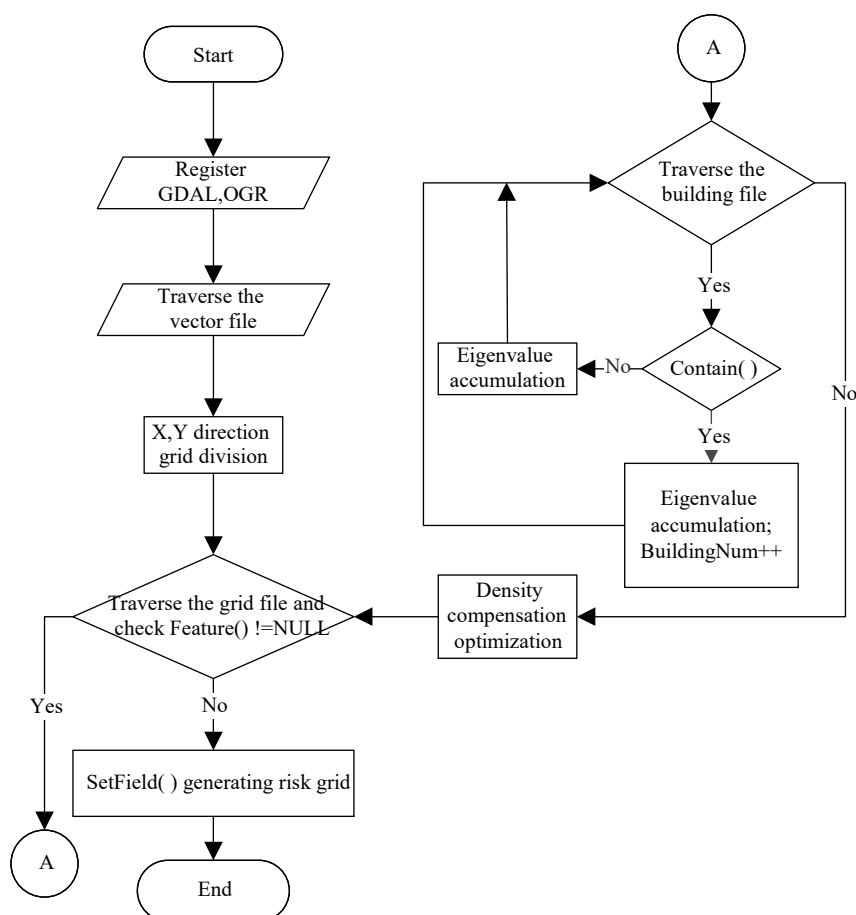 Start
Register
GDAL,OGR
Traverse the
vector file
X,Y direction
grid division
Traverse the grid file and
check Feature() !=NULL
Yes
No
SetField( ) generating risk grid
A
End
A
Traverse the
building file
Yes
No
Contain( )
No
Eigenvalue
accumulation
Yes
Eigenvalue
accumulation;
BuildingNum++
Density
compensation
optimization